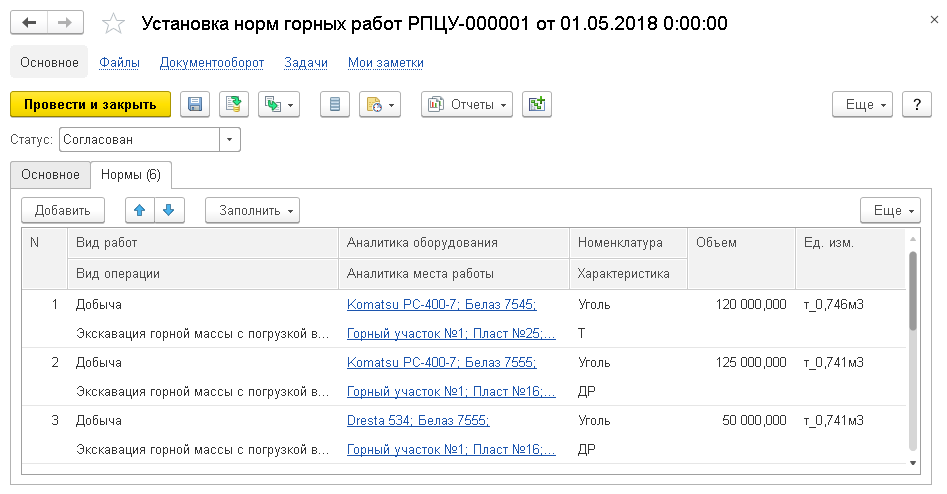 Установка норм горных работ РПЦУ-000001 от 01.05.2018 0:00:00
Основное Файлы Документооборот Задачи Мои заметки
Провести и закрыть Отчеты Еще ?
Статус: Согласован
Основное Нормы (6)
Добавить Заполнить Еще
N Вид работ Аналитика оборудования Номенклатура Объем Ед. изм.
Вид операции Аналитика места работы Характеристика
1 Добыча Komatsu PC-400-7; Белаз 7545; Уголь 120 000,000 т_0,746м3
Экскавация горной массы с погрузкой в... Горный участок №1; Пласт №25;... Т
2 Добыча Komatsu PC-400-7; Белаз 7555; Уголь 125 000,000 т_0,741м3
Экскавация горной массы с погрузкой в... Горный участок №1; Пласт №16;... ДР
3 Добыча Dresta 534; Белаз 7555; Уголь 50 000,000 т_0,741м3
Экскавация горной массы с погрузкой в... Горный участок №1; Пласт №16;... ДР